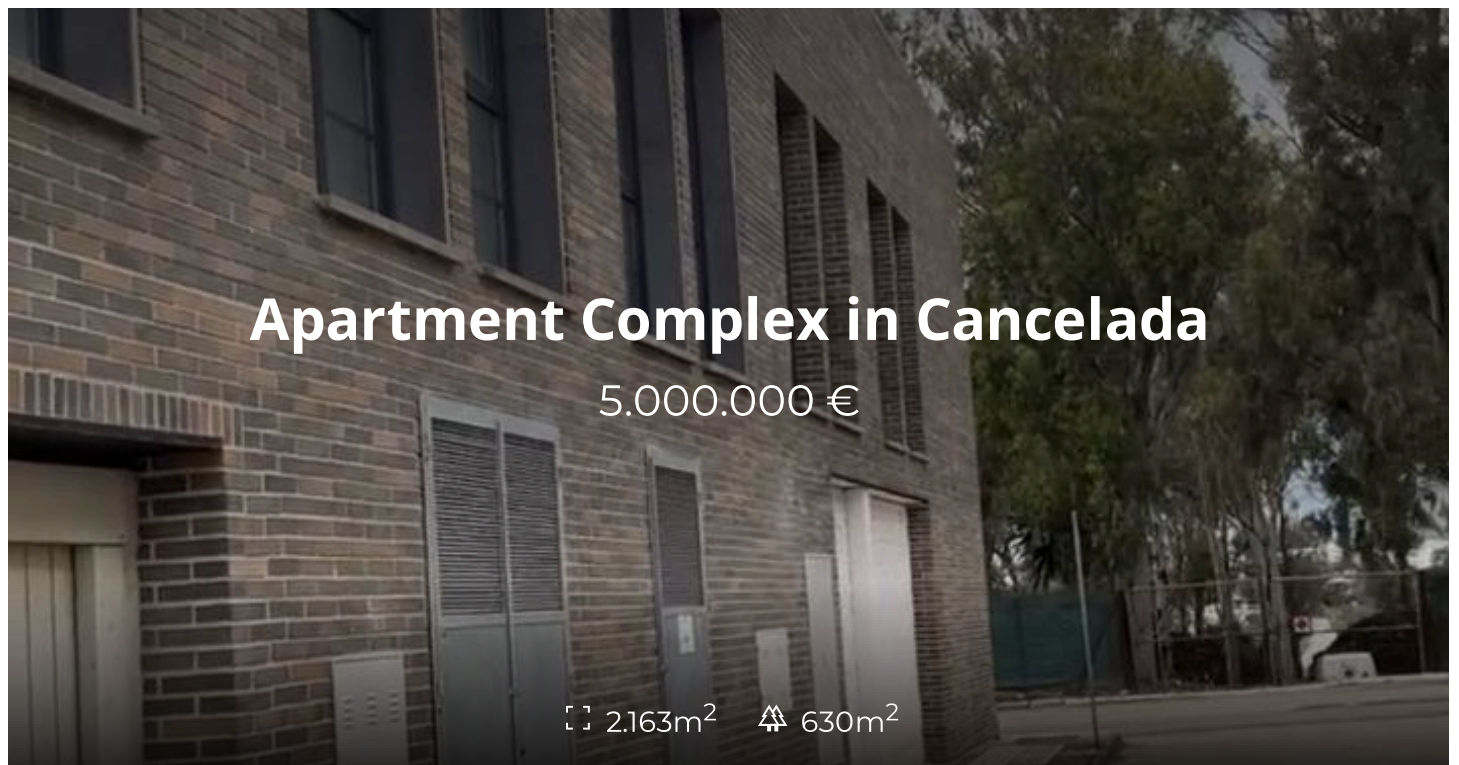 Apartment Complex in Cancelada
5.000.000 €
2.163m² 630m²